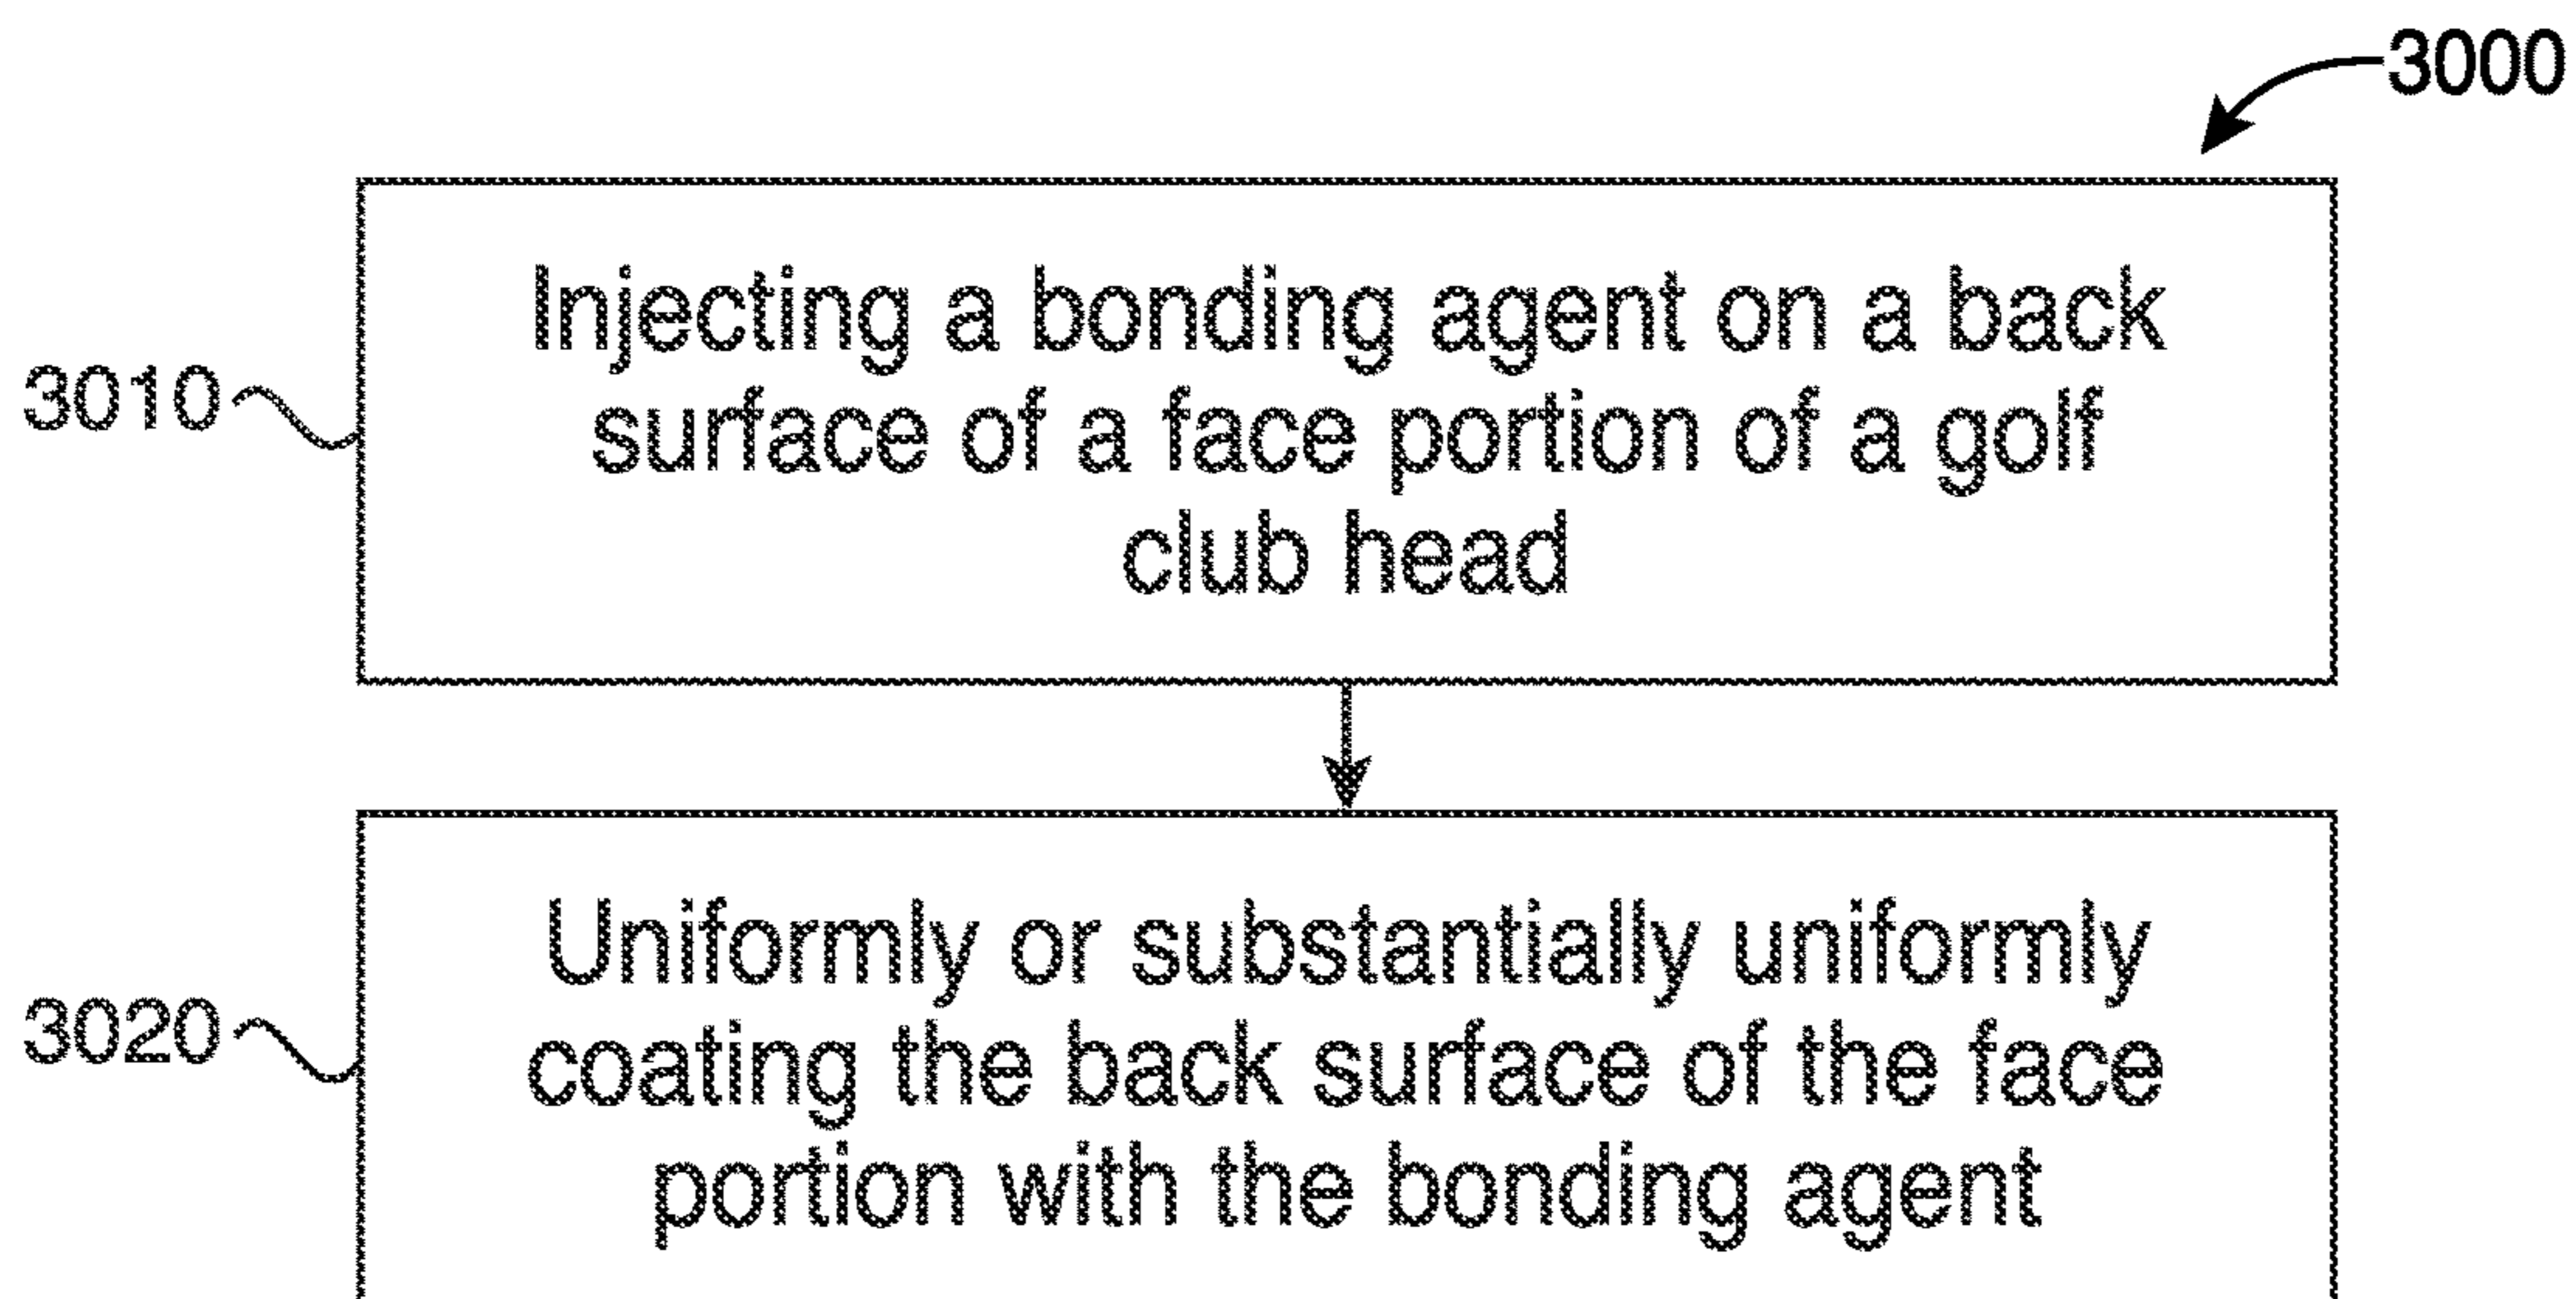 3000
Injecting a bonding agent on a back
surface of a face portion of a golf
club head
3010
Uniformly or substantially uniformly
coating the back surface of the face
portion with the bonding agent
3020